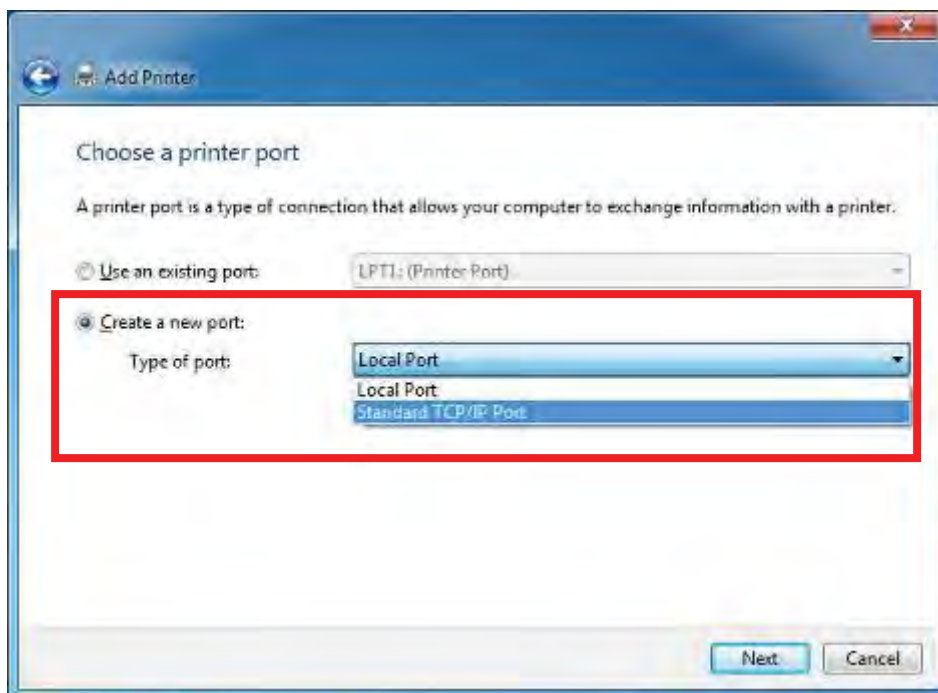 Add Printer
Choose a printer port
A printer port is a type of connection that allows your computer to exchange information with a printer.
Use an existing port:
LPT1: (Printer Port)
Create a new port:
Type of port:
Local Port
Local Port
Standard TCP/IP Port
Next
Cancel